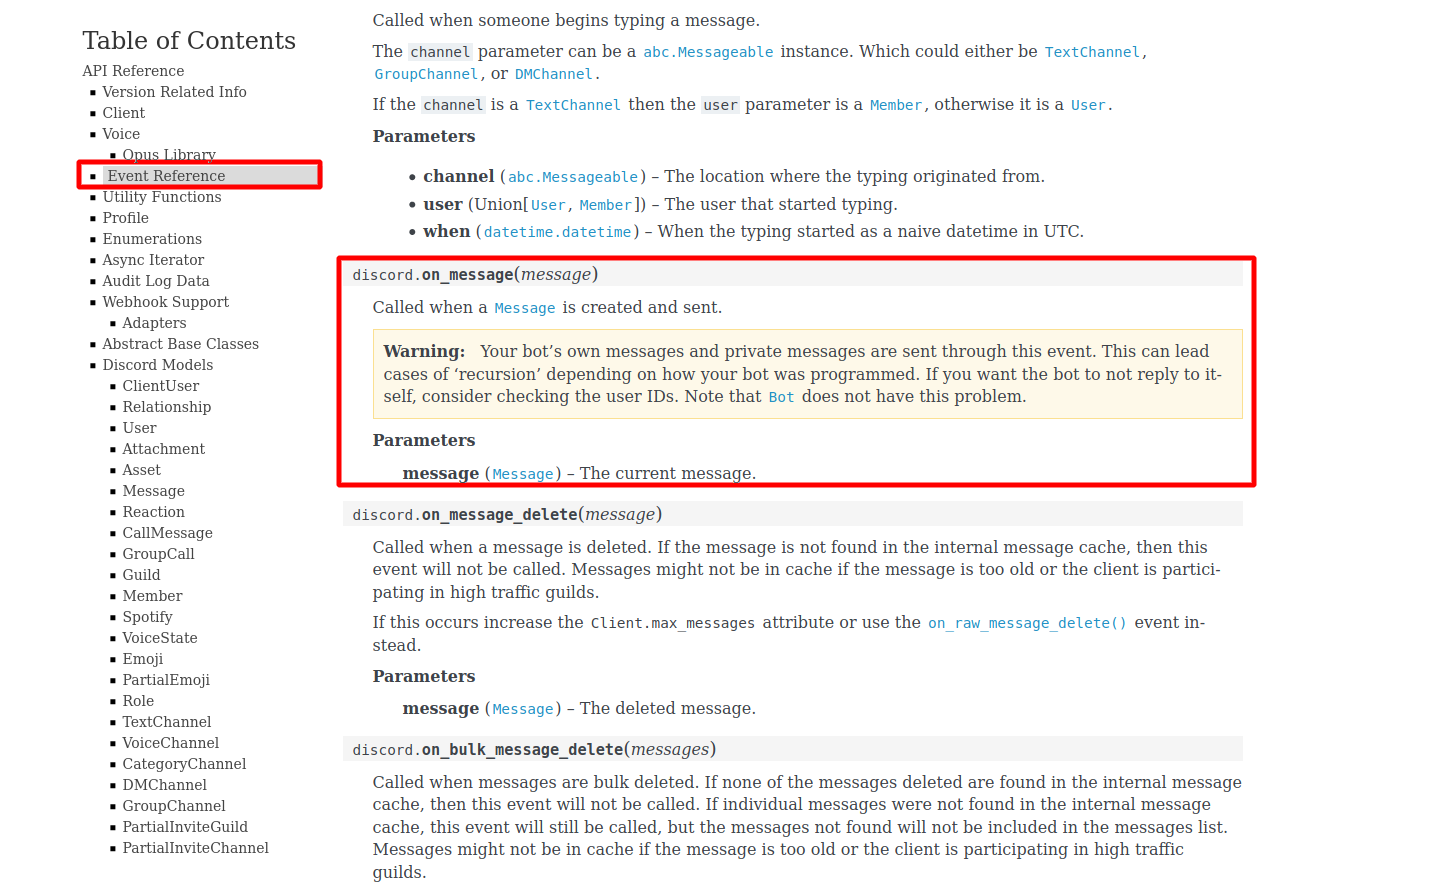 Table of Contents
API Reference
▪ Version Related Info
▪ Client
▪ Voice
▪ Opus Library
▪ Event Reference
▪ Utility Functions
▪ Profile
▪ Enumerations
▪ Async Iterator
▪ Audit Log Data
▪ Webhook Support
▪ Adapters
▪ Abstract Base Classes
▪ Discord Models
▪ ClientUser
▪ Relationship
▪ User
▪ Attachment
▪ Asset
▪ Message
▪ Reaction
▪ CallMessage
▪ GroupCall
▪ Guild
▪ Member
▪ Spotify
▪ VoiceState
▪ Emoji
▪ PartialEmoji
▪ Role
▪ TextChannel
▪ VoiceChannel
▪ CategoryChannel
▪ DMChannel
▪ GroupChannel
▪ PartialInviteGuild
▪ PartialInviteChannel
Called when someone begins typing a message.
The channel parameter can be a abc.Messageable instance. Which could either be TextChannel,
GroupChannel, or DMChannel.
If the channel is a TextChannel then the user parameter is a Member, otherwise it is a User.
Parameters
• channel (abc.Messageable) – The location where the typing originated from.
• user (Union[User, Member]) – The user that started typing.
• when (datetime.datetime) – When the typing started as a naive datetime in UTC.
discord.on_message(message)
Called when a Message is created and sent.
Warning: Your bot’s own messages and private messages are sent through this event. This can lead
cases of ‘recursion’ depending on how your bot was programmed. If you want the bot to not reply to it-
self, consider checking the user IDs. Note that Bot does not have this problem.
Parameters
message (Message) – The current message.
discord.on_message_delete(message)
Called when a message is deleted. If the message is not found in the internal message cache, then this
event will not be called. Messages might not be in cache if the message is too old or the client is partici-
pating in high traffic guilds.
If this occurs increase the Client.max_messages attribute or use the on_raw_message_delete() event in-
stead.
Parameters
message (Message) – The deleted message.
discord.on_bulk_message_delete(messages)
Called when messages are bulk deleted. If none of the messages deleted are found in the internal message
cache, then this event will not be called. If individual messages were not found in the internal message
cache, this event will still be called, but the messages not found will not be included in the messages list.
Messages might not be in cache if the message is too old or the client is participating in high traffic
guilds.